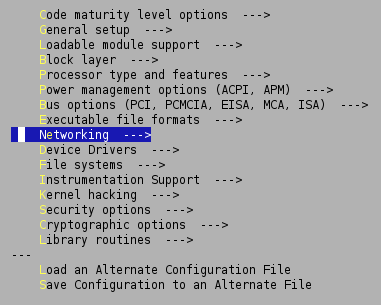 Code maturity level options  --->
General setup  --->
Loadable module support  --->
Block layer  --->
Processor type and features  --->
Power management options (ACPI, APM)  --->
Bus options (PCI, PCMCIA, EISA, MCA, ISA)  --->
Executable file formats  --->
Networking  --->
Device Drivers  --->
File systems  --->
Instrumentation Support  --->
Kernel hacking  --->
Security options  --->
Cryptographic options  --->
Library routines  --->
---
Load an Alternate Configuration File
Save Configuration to an Alternate File